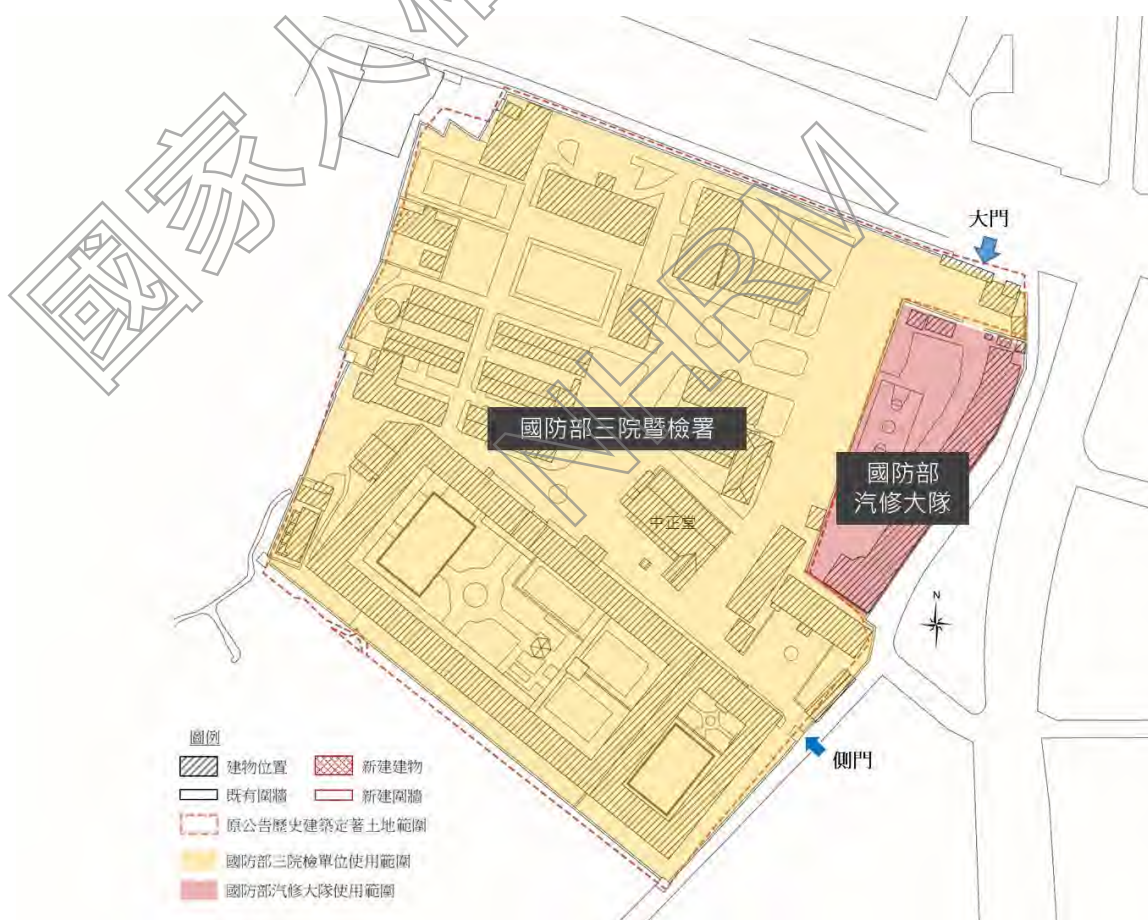 國家人權
NHRM
大門
國防部三院暨檢署
國防部
汽修大隊
中正堂
N
側門
圖例
建物位置
新建建物
既有圍牆
新建圍牆
原公告歷史建築定著土地範圍
國防部三院檢單位使用範圍
國防部汽修大隊使用範圍